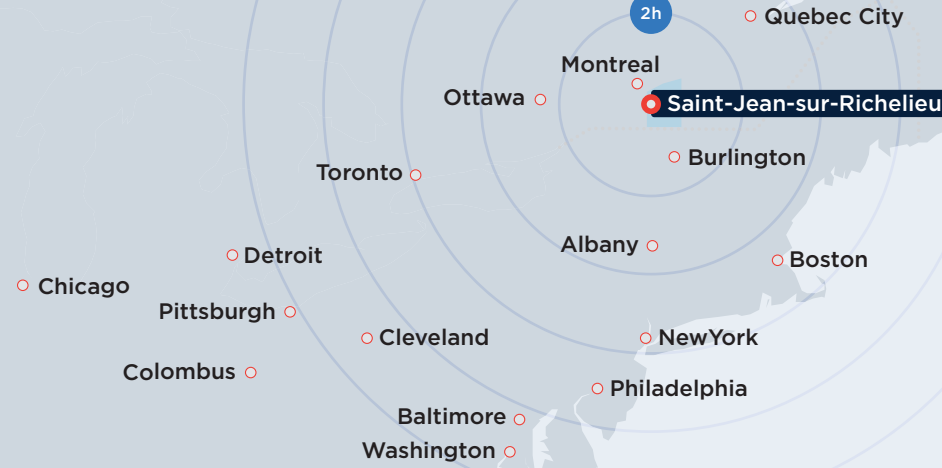 2h
Quebec City
Montreal
Ottawa
Saint-Jean-sur-Richelieu
Burlington
Toronto
Albany
Detroit
Boston
Chicago
Pittsburgh
Cleveland
NewYork
Colombus
Philadelphia
Baltimore
Washington